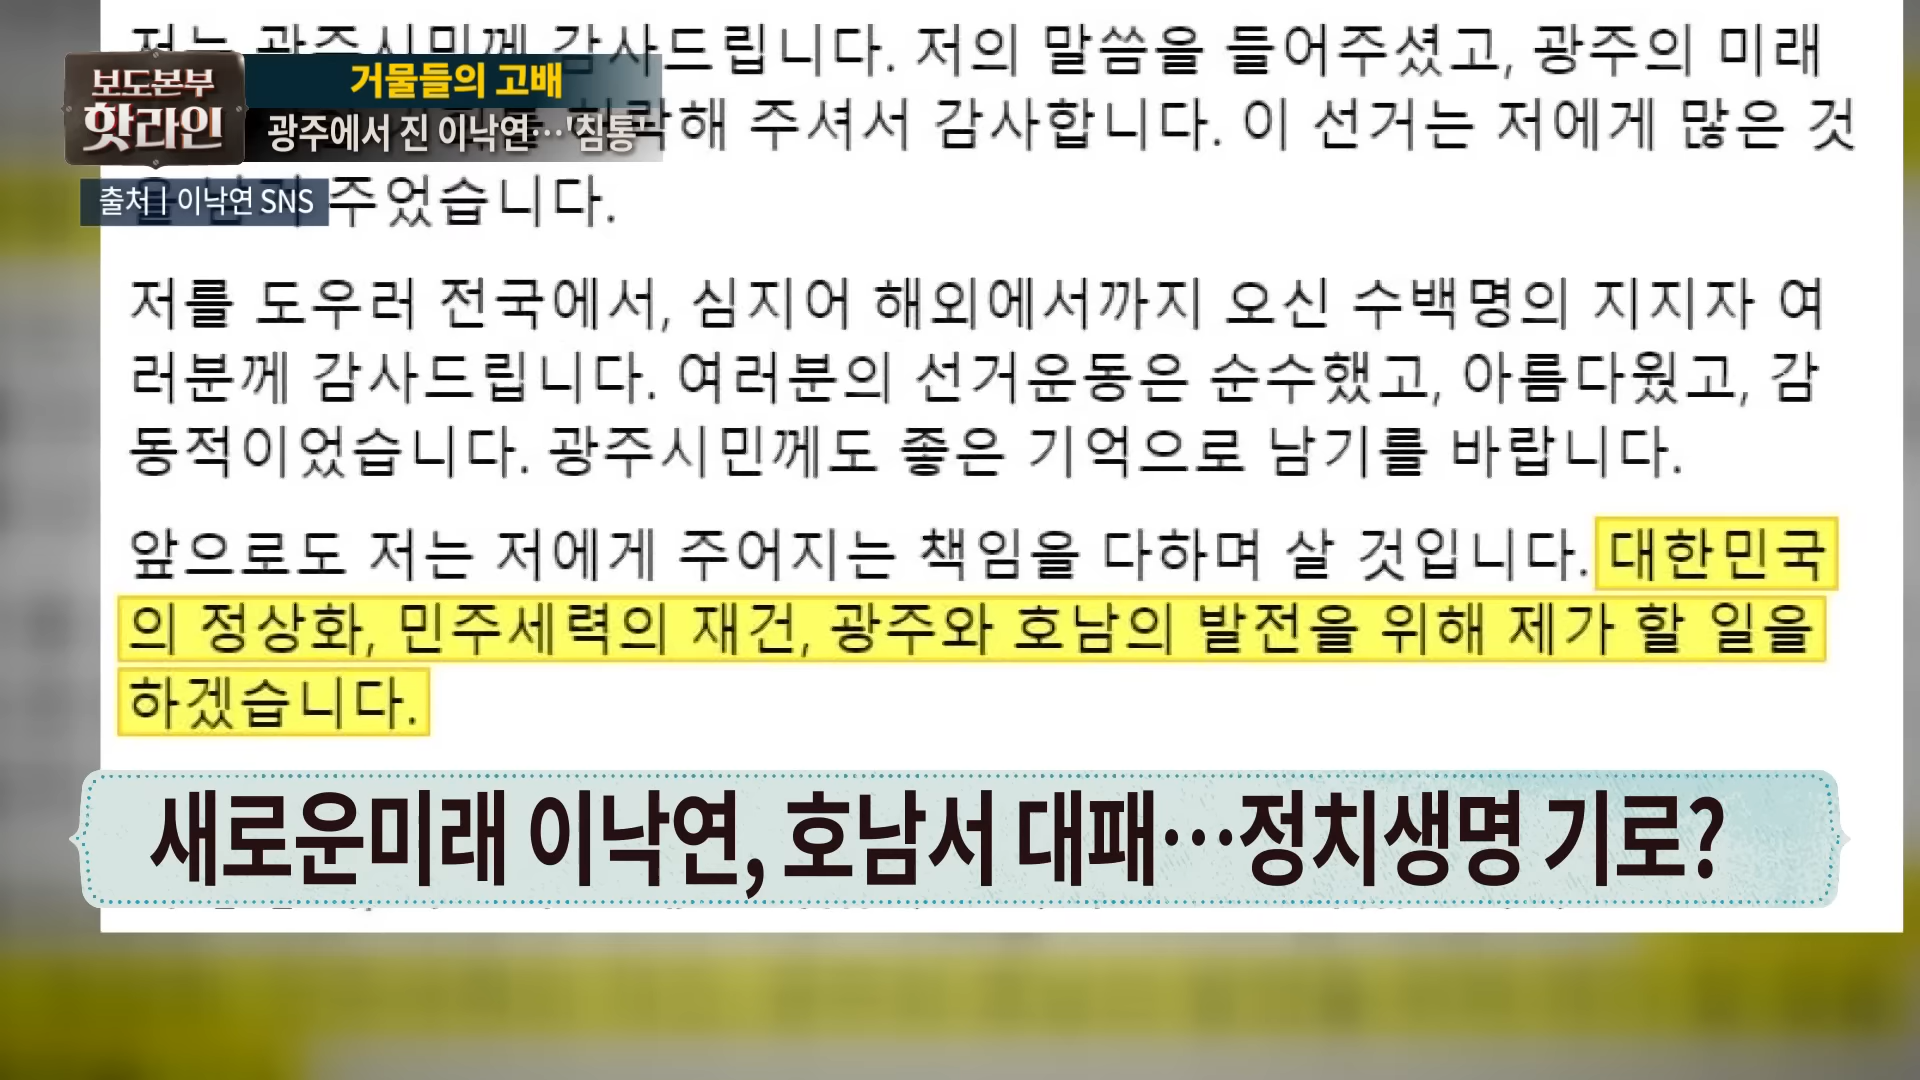 저는 광주시민께 감사드립니다. 저의 말씀을 들어주셨고, 광주의 미래
해 주셔서 감사합니다. 이 선거는 저에게 많은 것
주었습니다.
보도본부
핫라인
거물들의 고배
광주에서 진 이낙연…'침통'
출처 | 이낙연 SNS
저를 도우러 전국에서, 심지어 해외에서까지 오신 수백명의 지지자 여
러분께 감사드립니다. 여러분의 선거운동은 순수했고, 아름다웠고, 감
동적이었습니다. 광주시민께도 좋은 기억으로 남기를 바랍니다.
앞으로도 저는 저에게 주어지는 책임을 다하며 살 것입니다. 대한민국
의 정상화, 민주세력의 재건, 광주와 호남의 발전을 위해 제가 할 일을
하겠습니다.
새로운미래 이낙연, 호남서 대패…정치생명 기로?